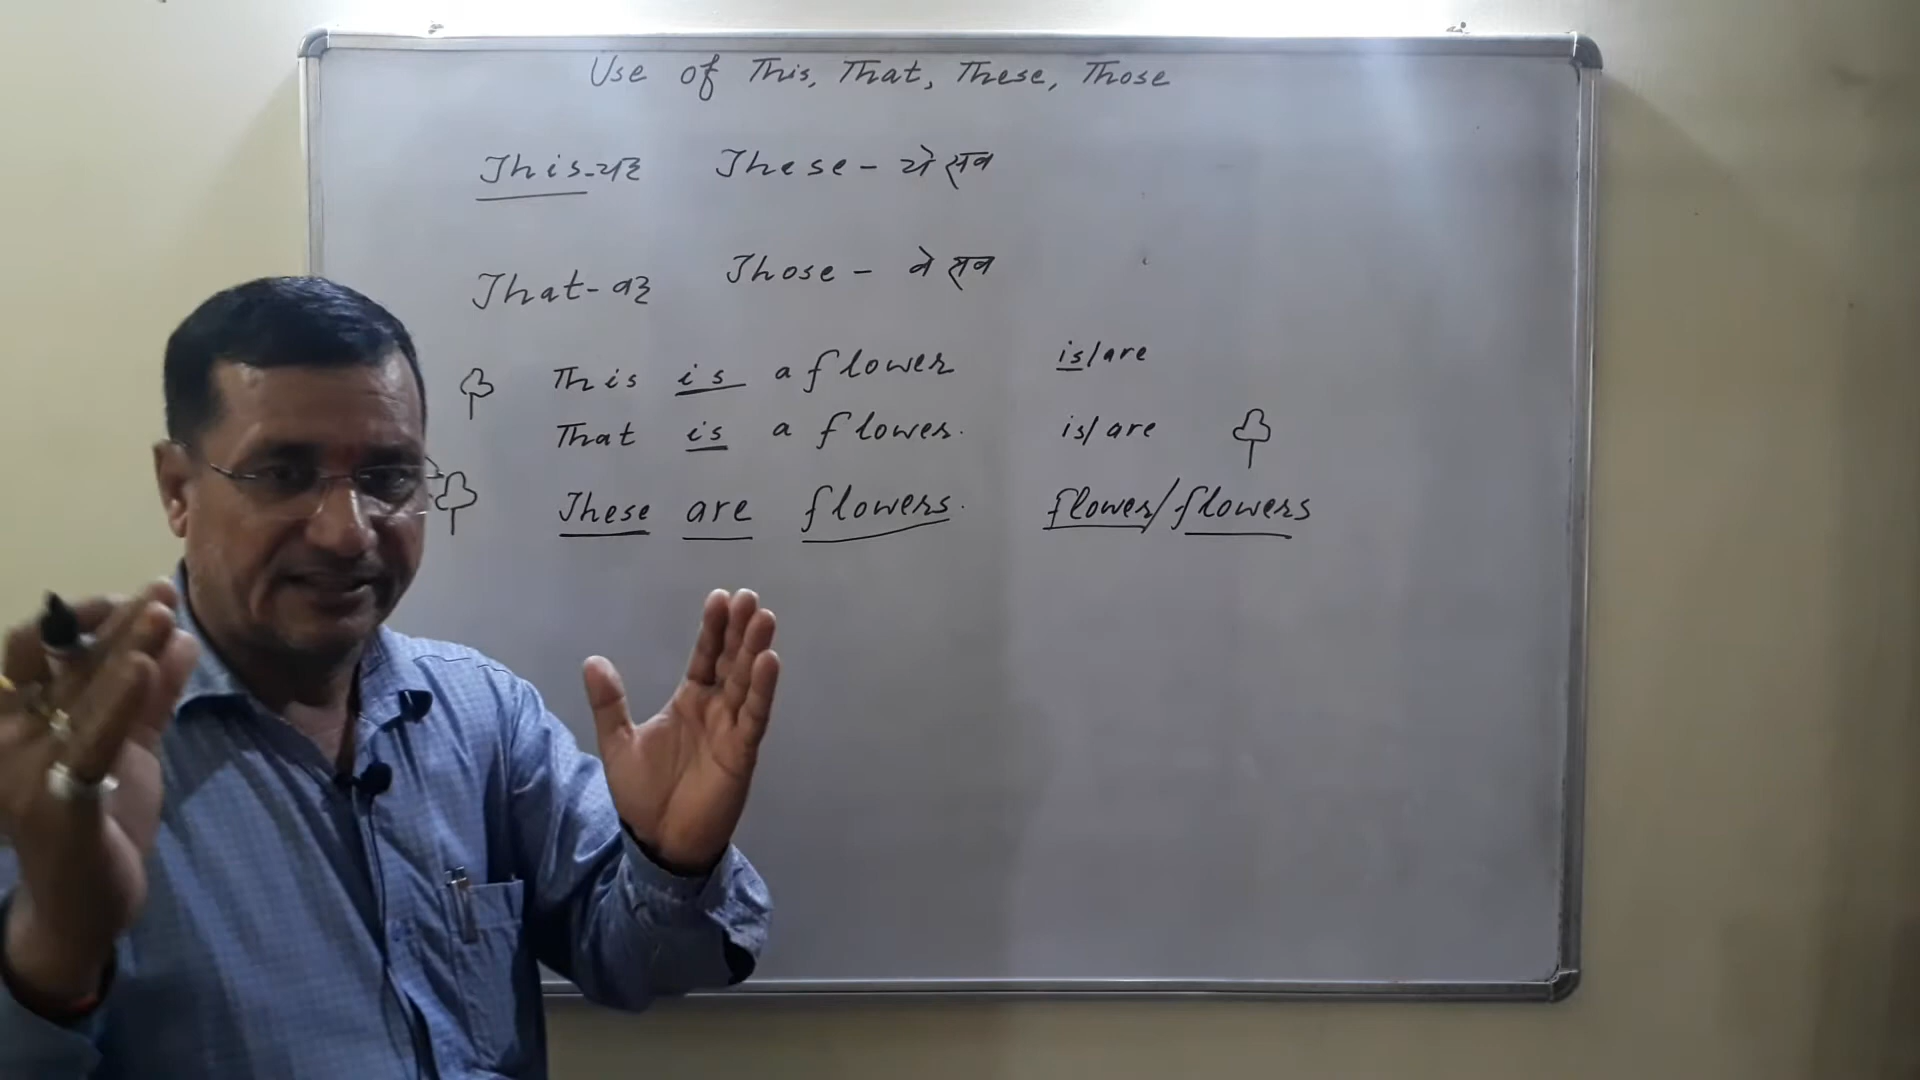 Use of This, That, These, Those
This-यह These - ये सब
That-वह Those - वे सब
This is a flower is/are
That is a flower. is/are
These are flowers. flower/flowers